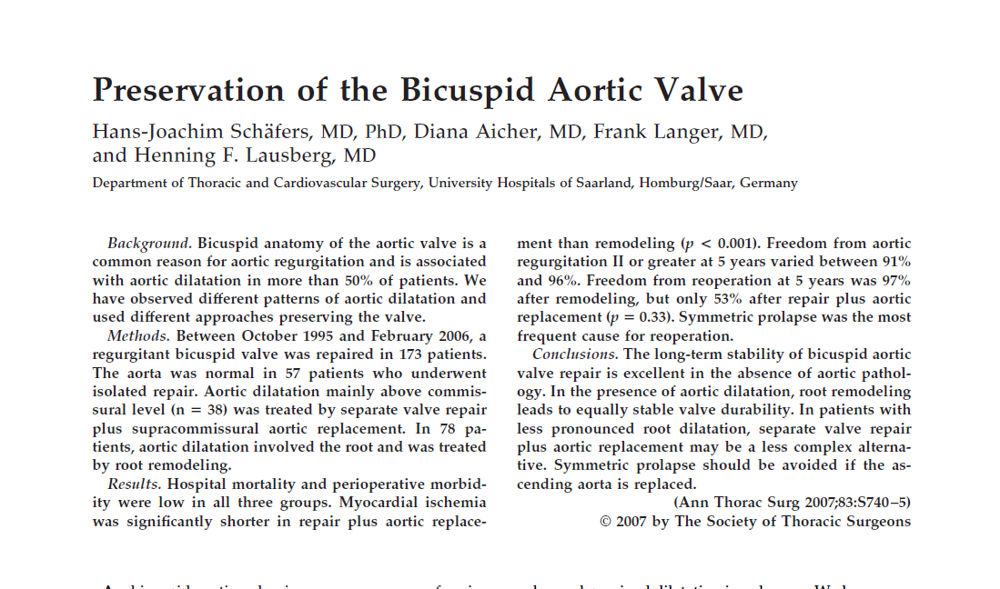 Preservation of the Bicuspid Aortic Valve
Hans-Joachim Schäfers, MD, PhD, Diana Aicher, MD, Frank Langer, MD,
and Henning F. Lausberg, MD
Department of Thoracic and Cardiovascular Surgery, University Hospitals of Saarland, Homburg/Saar, Germany
Background. Bicuspid anatomy of the aortic valve is a
common reason for aortic regurgitation and is associated
with aortic dilatation in more than 50% of patients. We
have observed different patterns of aortic dilatation and
used different approaches preserving the valve.
Methods. Between October 1995 and February 2006, a
regurgitant bicuspid valve was repaired in 173 patients.
The aorta was normal in 57 patients who underwent
isolated repair. Aortic dilatation mainly above commis-
sural level (n = 38) was treated by separate valve repair
plus supracommissural aortic replacement. In 78 pa-
tients, aortic dilatation involved the root and was treated
by root remodeling.
Results. Hospital mortality and perioperative morbid-
ity were low in all three groups. Myocardial ischemia
was significantly shorter in repair plus aortic replace-
ment than remodeling (p < 0.001). Freedom from aortic
regurgitation II or greater at 5 years varied between 91%
and 96%. Freedom from reoperation at 5 years was 97%
after remodeling, but only 53% after repair plus aortic
replacement (p = 0.33). Symmetric prolapse was the most
frequent cause for reoperation.
Conclusions. The long-term stability of bicuspid aortic
valve repair is excellent in the absence of aortic pathol-
ogy. In the presence of aortic dilatation, root remodeling
leads to equally stable valve durability. In patients with
less pronounced root dilatation, separate valve repair
plus aortic replacement may be a less complex alterna-
tive. Symmetric prolapse should be avoided if the as-
cending aorta is replaced.
(Ann Thorac Surg 2007;83:S740–5)
© 2007 by The Society of Thoracic Surgeons